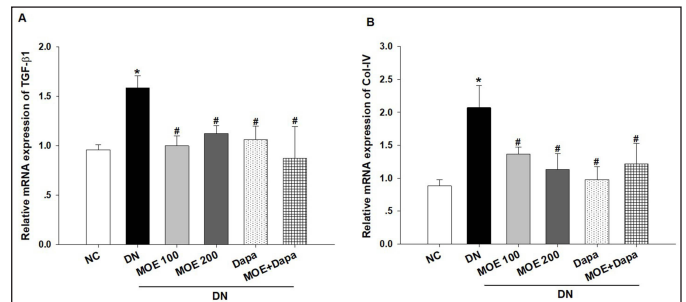 A
Relative mRNA expression of TGF-β1
2.0
1.5
1.0
.5
0.0
*
#
#
#
#
NC
DN
MOE 100
MOE 200
Dapa
MOE+Dapa
DN
B
Relative mRNA expression of Col-IV
3.0
2.5
2.0
1.5
1.0
.5
0.0
*
#
#
#
#
NC
DN
MOE 100
MOE 200
Dapa
MOE+Dapa
DN